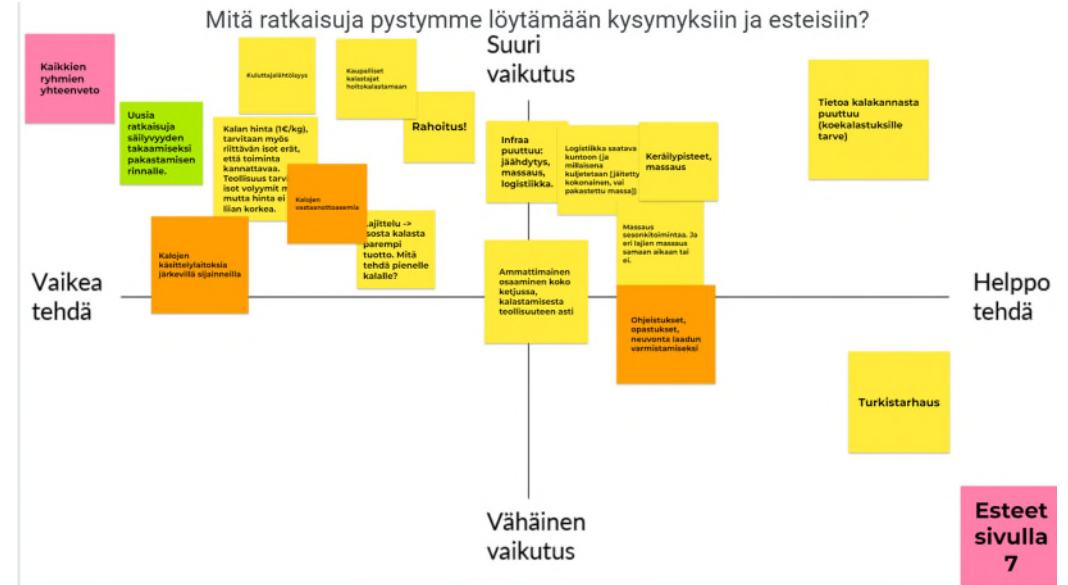 Mitä ratkaisuja pystymme löytämään kysymyksiin ja esteisiin?
Suuri
vaikutus
Kaikkien
ryhmien
yhteenveto
Uusia
ratkaisuja
säilyvyyden
takaamiseksi
pakastamisen
rinnalle.
Kuluttajalähtöisyys
Kaupalliset
kalastajat
hoitokalastamaan
Rahoitus!
Kalan hinta (1€/kg),
tarvitaan myös
riittävän isot erät,
että toiminta
kannattavaa.
Teollisuus
isot volyymit
mutta hinta ei
liian korkea.
Kalojen
vastaanottoasemia
Lajittelu ->
isosta kalasta
parempi
tuotto. Mitä
tehdä pienelle
kalalle?
Kalojen
käsittelylaitoksia
järkevillä sijainneilla
Infraa
puuttuu:
jäähdytys,
massaus,
logistiikka.
Logistiikka saatava
kuntoon (ja
millaisena
kuljetetaan [jäitetty
kokonainen, vai
pakastettu massa])
Keräilypisteet,
massaus
Massaus
sesonkitoimintaa. Ja
eri lajien massaus
samaan aikaan tai
ei.
Tietoa kalakannasta
puuttuu
(koekalastuksille
tarve)
Ammattimainen
osaaminen koko
ketjussa,
kalastamisesta
teollisuuteen asti
Ohjeistukset,
opastukset,
neuvonta laadun
varmistamiseksi
Vaikea
tehdä
Helppo
tehdä
Turkistarhaus
Vähäinen
vaikutus
Esteet
sivulla
7